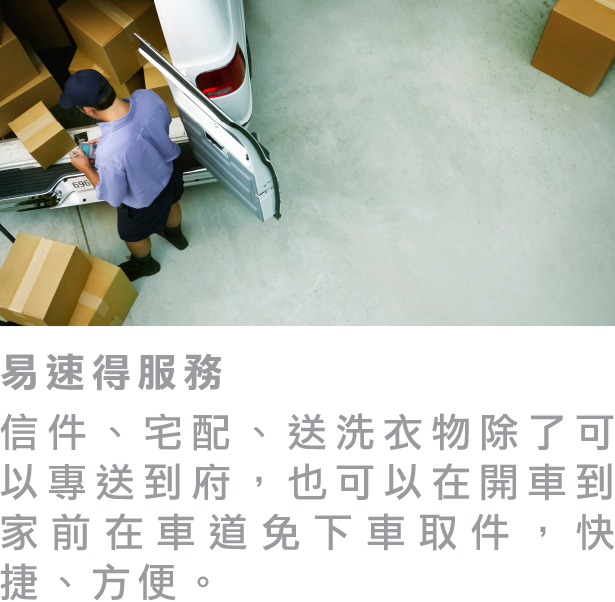 易速得服務
信件、宅配、送洗衣物除了可
以專送到府，也可以在開車到
家前在車道免下車取件，快
捷、方便。